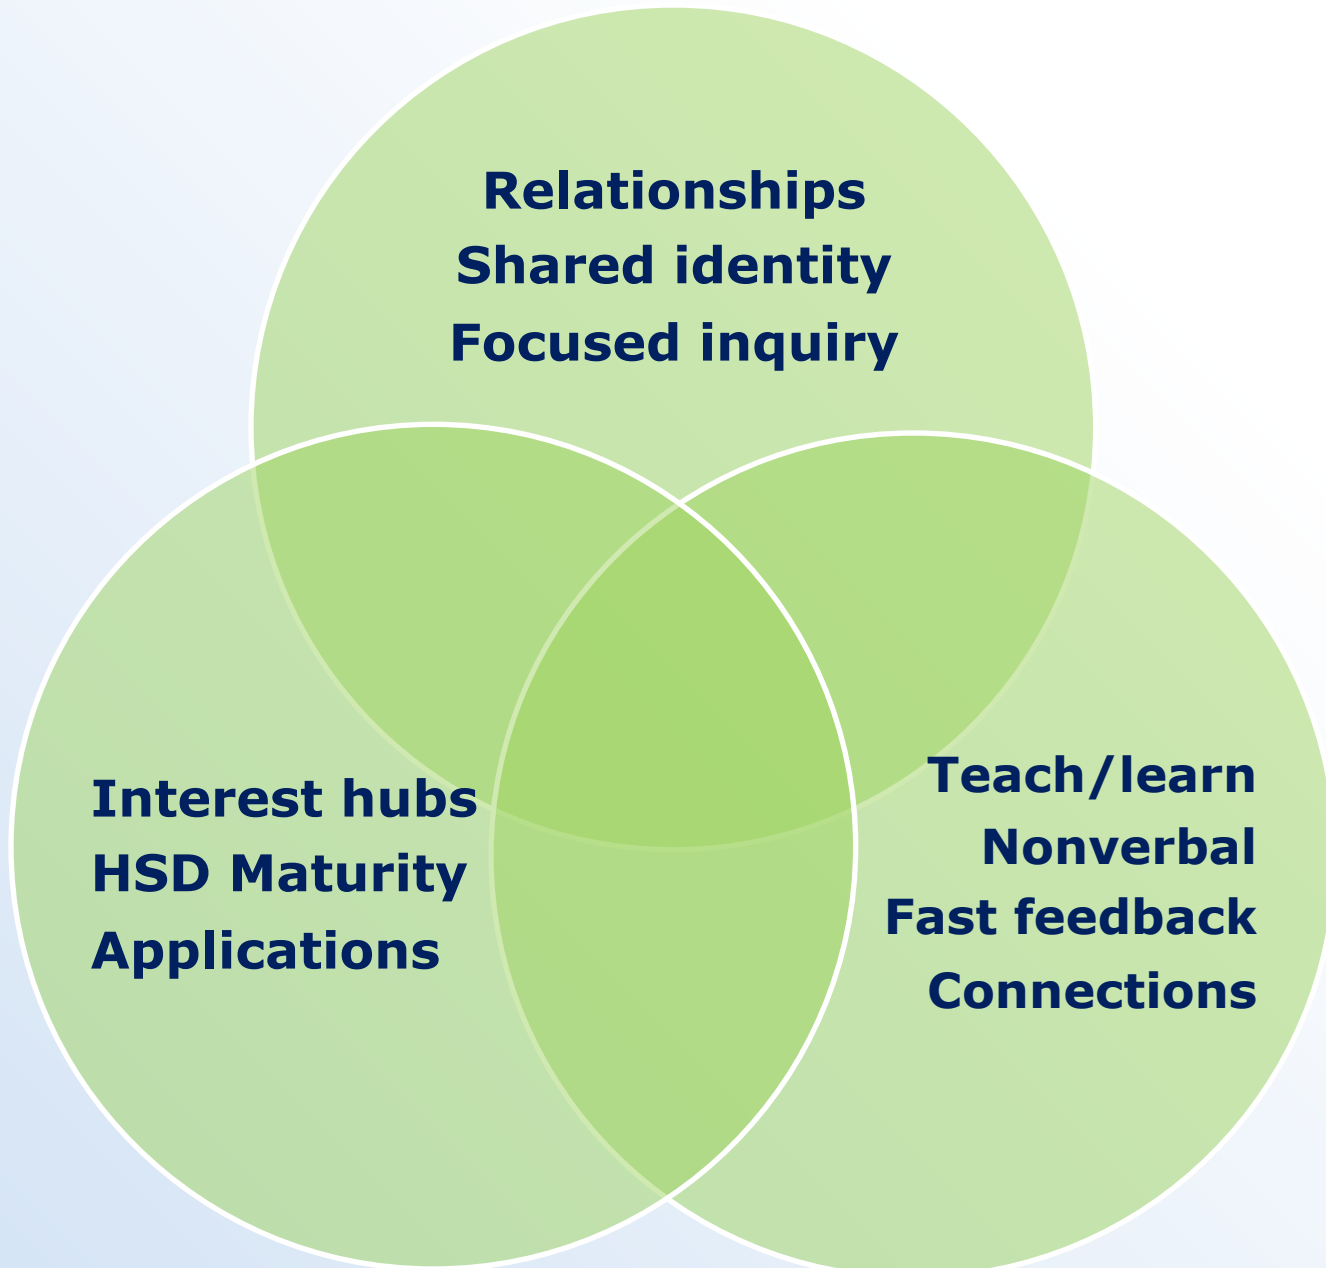 Relationships
Shared identity
Focused inquiry
Interest hubs
HSD Maturity
Applications
Teach/learn
Nonverbal
Fast feedback
Connections